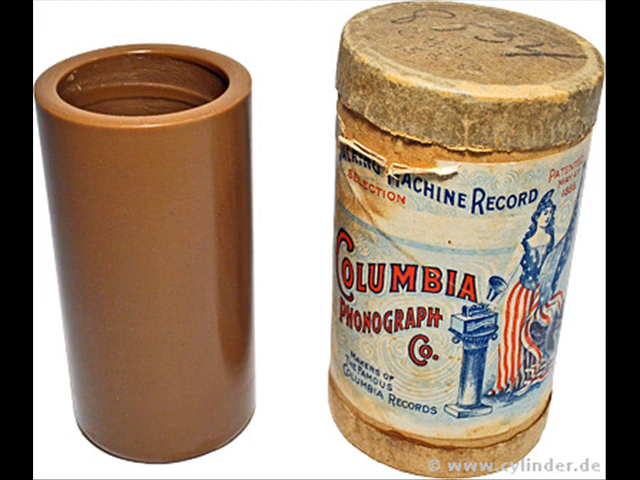 MACHINE RECORD
SELECTION
PATENTED
COLUMBIA
PHONOGRAPH
Co.
MAKERS OF
THE FAMOUS
COLUMBIA RECORDS
© www.cylinder.de